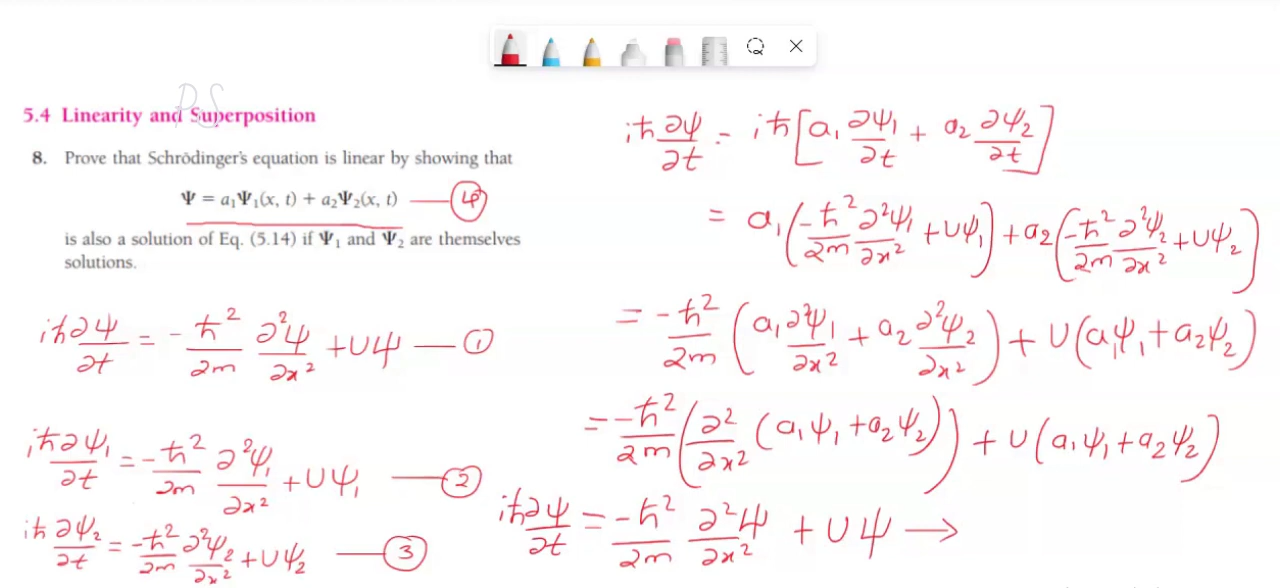 PS
5.4 Linearity and Superposition
8. Prove that Schrödinger's equation is linear by showing that
Ψ = a₁Ψ₁(x, t) + a₂Ψ₂(x, t) — (4)
is also a solution of Eq. (5.14) if Ψ₁ and Ψ₂ are themselves
solutions.
iħ ∂ψ/∂t = -ħ²/2m ∂²ψ/∂x² + Uψ — (1)
iħ ∂ψ₁/∂t = -ħ²/2m ∂²ψ₁/∂x² + Uψ₁ — (2)
iħ ∂ψ₂/∂t = -ħ²/2m ∂²ψ₂/∂x² + Uψ₂ — (3)
iħ ∂ψ/∂t = iħ[a₁ ∂ψ₁/∂t + a₂ ∂ψ₂/∂t]
= a₁(-ħ²/2m ∂²ψ₁/∂x² + Uψ₁) + a₂(-ħ²/2m ∂²ψ₂/∂x² + Uψ₂)
= -ħ²/2m (a₁ ∂²ψ₁/∂x² + a₂ ∂²ψ₂/∂x²) + U(a₁ψ₁ + a₂ψ₂)
= -ħ²/2m (∂²/∂x² (a₁ψ₁ + a₂ψ₂)) + U(a₁ψ₁ + a₂ψ₂)
iħ ∂ψ/∂t = -ħ²/2m ∂²ψ/∂x² + Uψ →